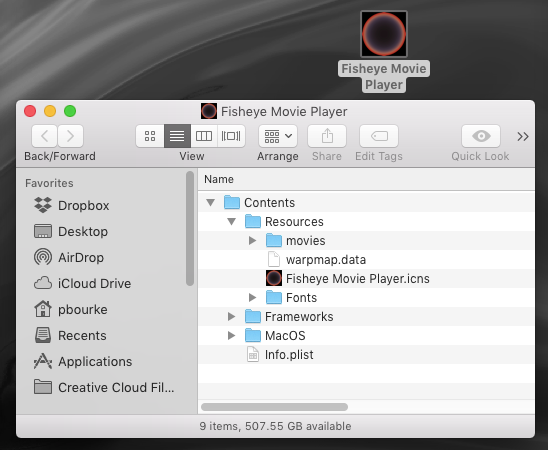 Fisheye Movie
Player
Fisheye Movie Player
Back/Forward
View
Arrange
Share
Edit Tags
Quick Look
Favorites
Dropbox
Desktop
AirDrop
iCloud Drive
pbourke
Recents
Applications
Creative Cloud Fil...
Name
Contents
Resources
movies
warpmap.data
Fisheye Movie Player.icns
Fonts
Frameworks
MacOS
Info.plist
9 items, 507.55 GB available